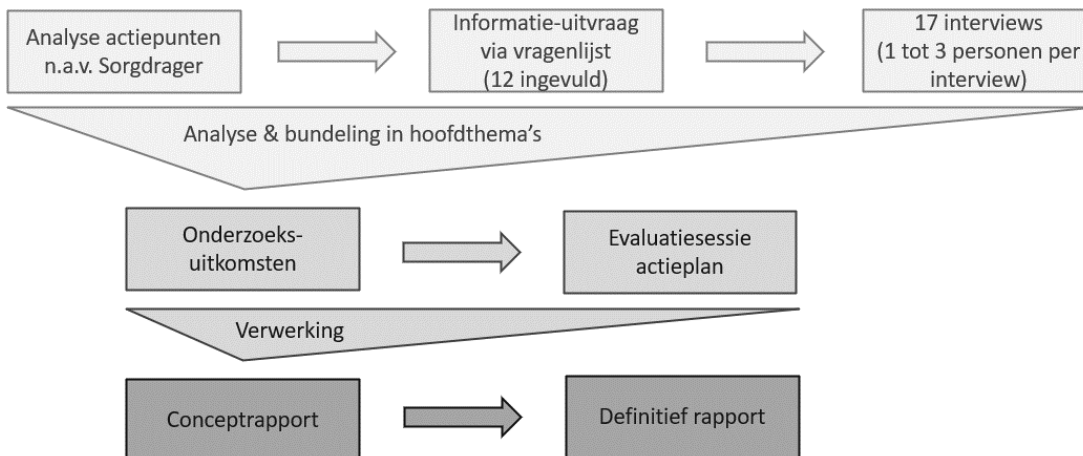 Analyse actiepunten
n.a.v. Sorgdrager
Informatie-uitvraag
via vragenlijst
(12 ingevuld)
17 interviews
(1 tot 3 personen per
interview)
Analyse & bundeling in hoofdthema's
Onderzoeks-
uitkomsten
Evaluatiesessie
actieplan
Verwerking
Conceptrapport
Definitief rapport